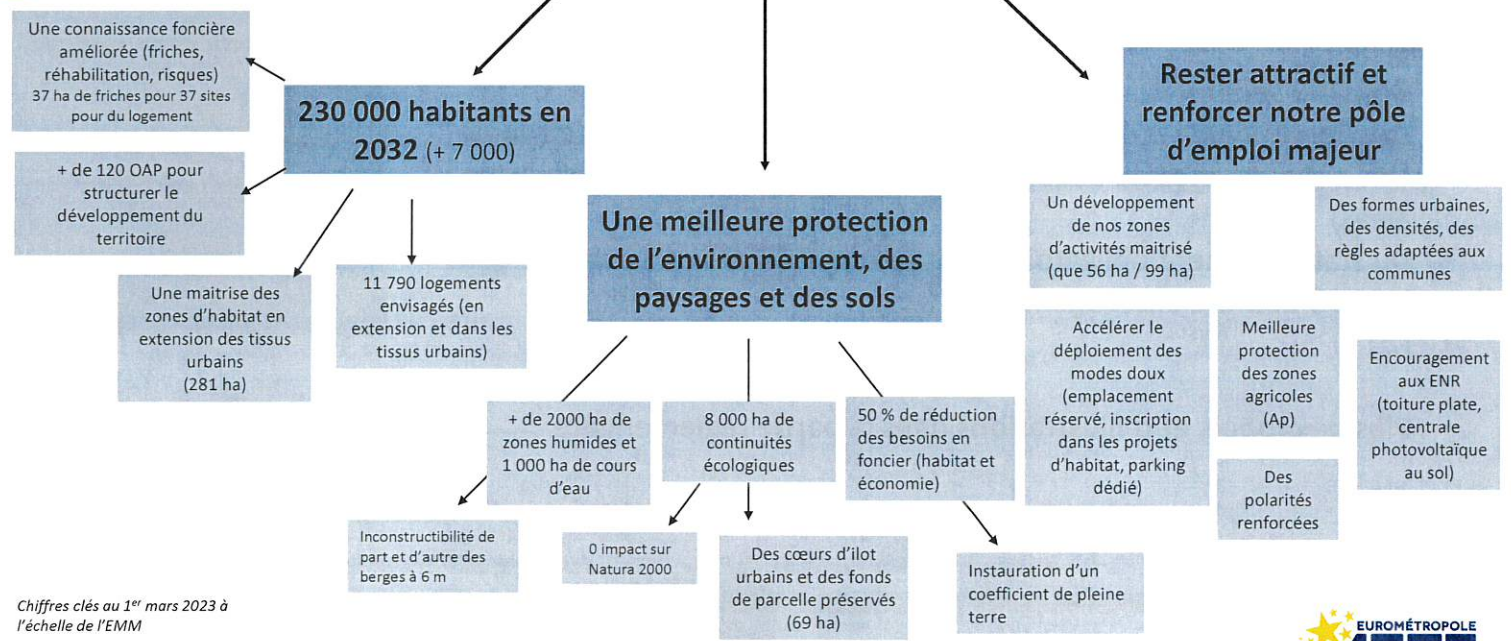 Une connaissance foncière
améliorée (friches,
réhabilitation, risques)
37 ha de friches pour 37 sites
pour du logement
230 000 habitants en
2032 (+ 7 000)
+ de 120 OAP pour
structurer le
développement du
territoire
Une maitrise des
zones d'habitat en
extension des tissus
urbains
(281 ha)
11 790 logements
envisagés (en
extension et dans les
tissus urbains)
Une meilleure protection
de l'environnement, des
paysages et des sols
+ de 2000 ha de
zones humides et
1 000 ha de cours
d'eau
8 000 ha de
continuités
écologiques
50 % de réduction
des besoins en
foncier (habitat et
économie)
Inconstructibilité de
part et d'autre des
berges à 6 m
0 impact sur
Natura 2000
Des cœurs d'ilot
urbains et des fonds
de parcelle préservés
(69 ha)
Instauration d'un
coefficient de pleine
terre
Rester attractif et
renforcer notre pôle
d'emploi majeur
Un développement
de nos zones
d'activités maitrisé
(que 56 ha / 99 ha)
Des formes urbaines,
des densités, des
règles adaptées aux
communes
Accélérer le
déploiement des
modes doux
(emplacement
réservé, inscription
dans les projets
d'habitat, parking
dédié)
Meilleure
protection
des zones
agricoles
(Ap)
Des
polarités
renforcées
Encouragement
aux ENR
(toiture plate,
centrale
photovoltaïque
au sol)
Chiffres clés au 1er mars 2023 à
l'échelle de l'EMM
EUROMÉTROPOLE